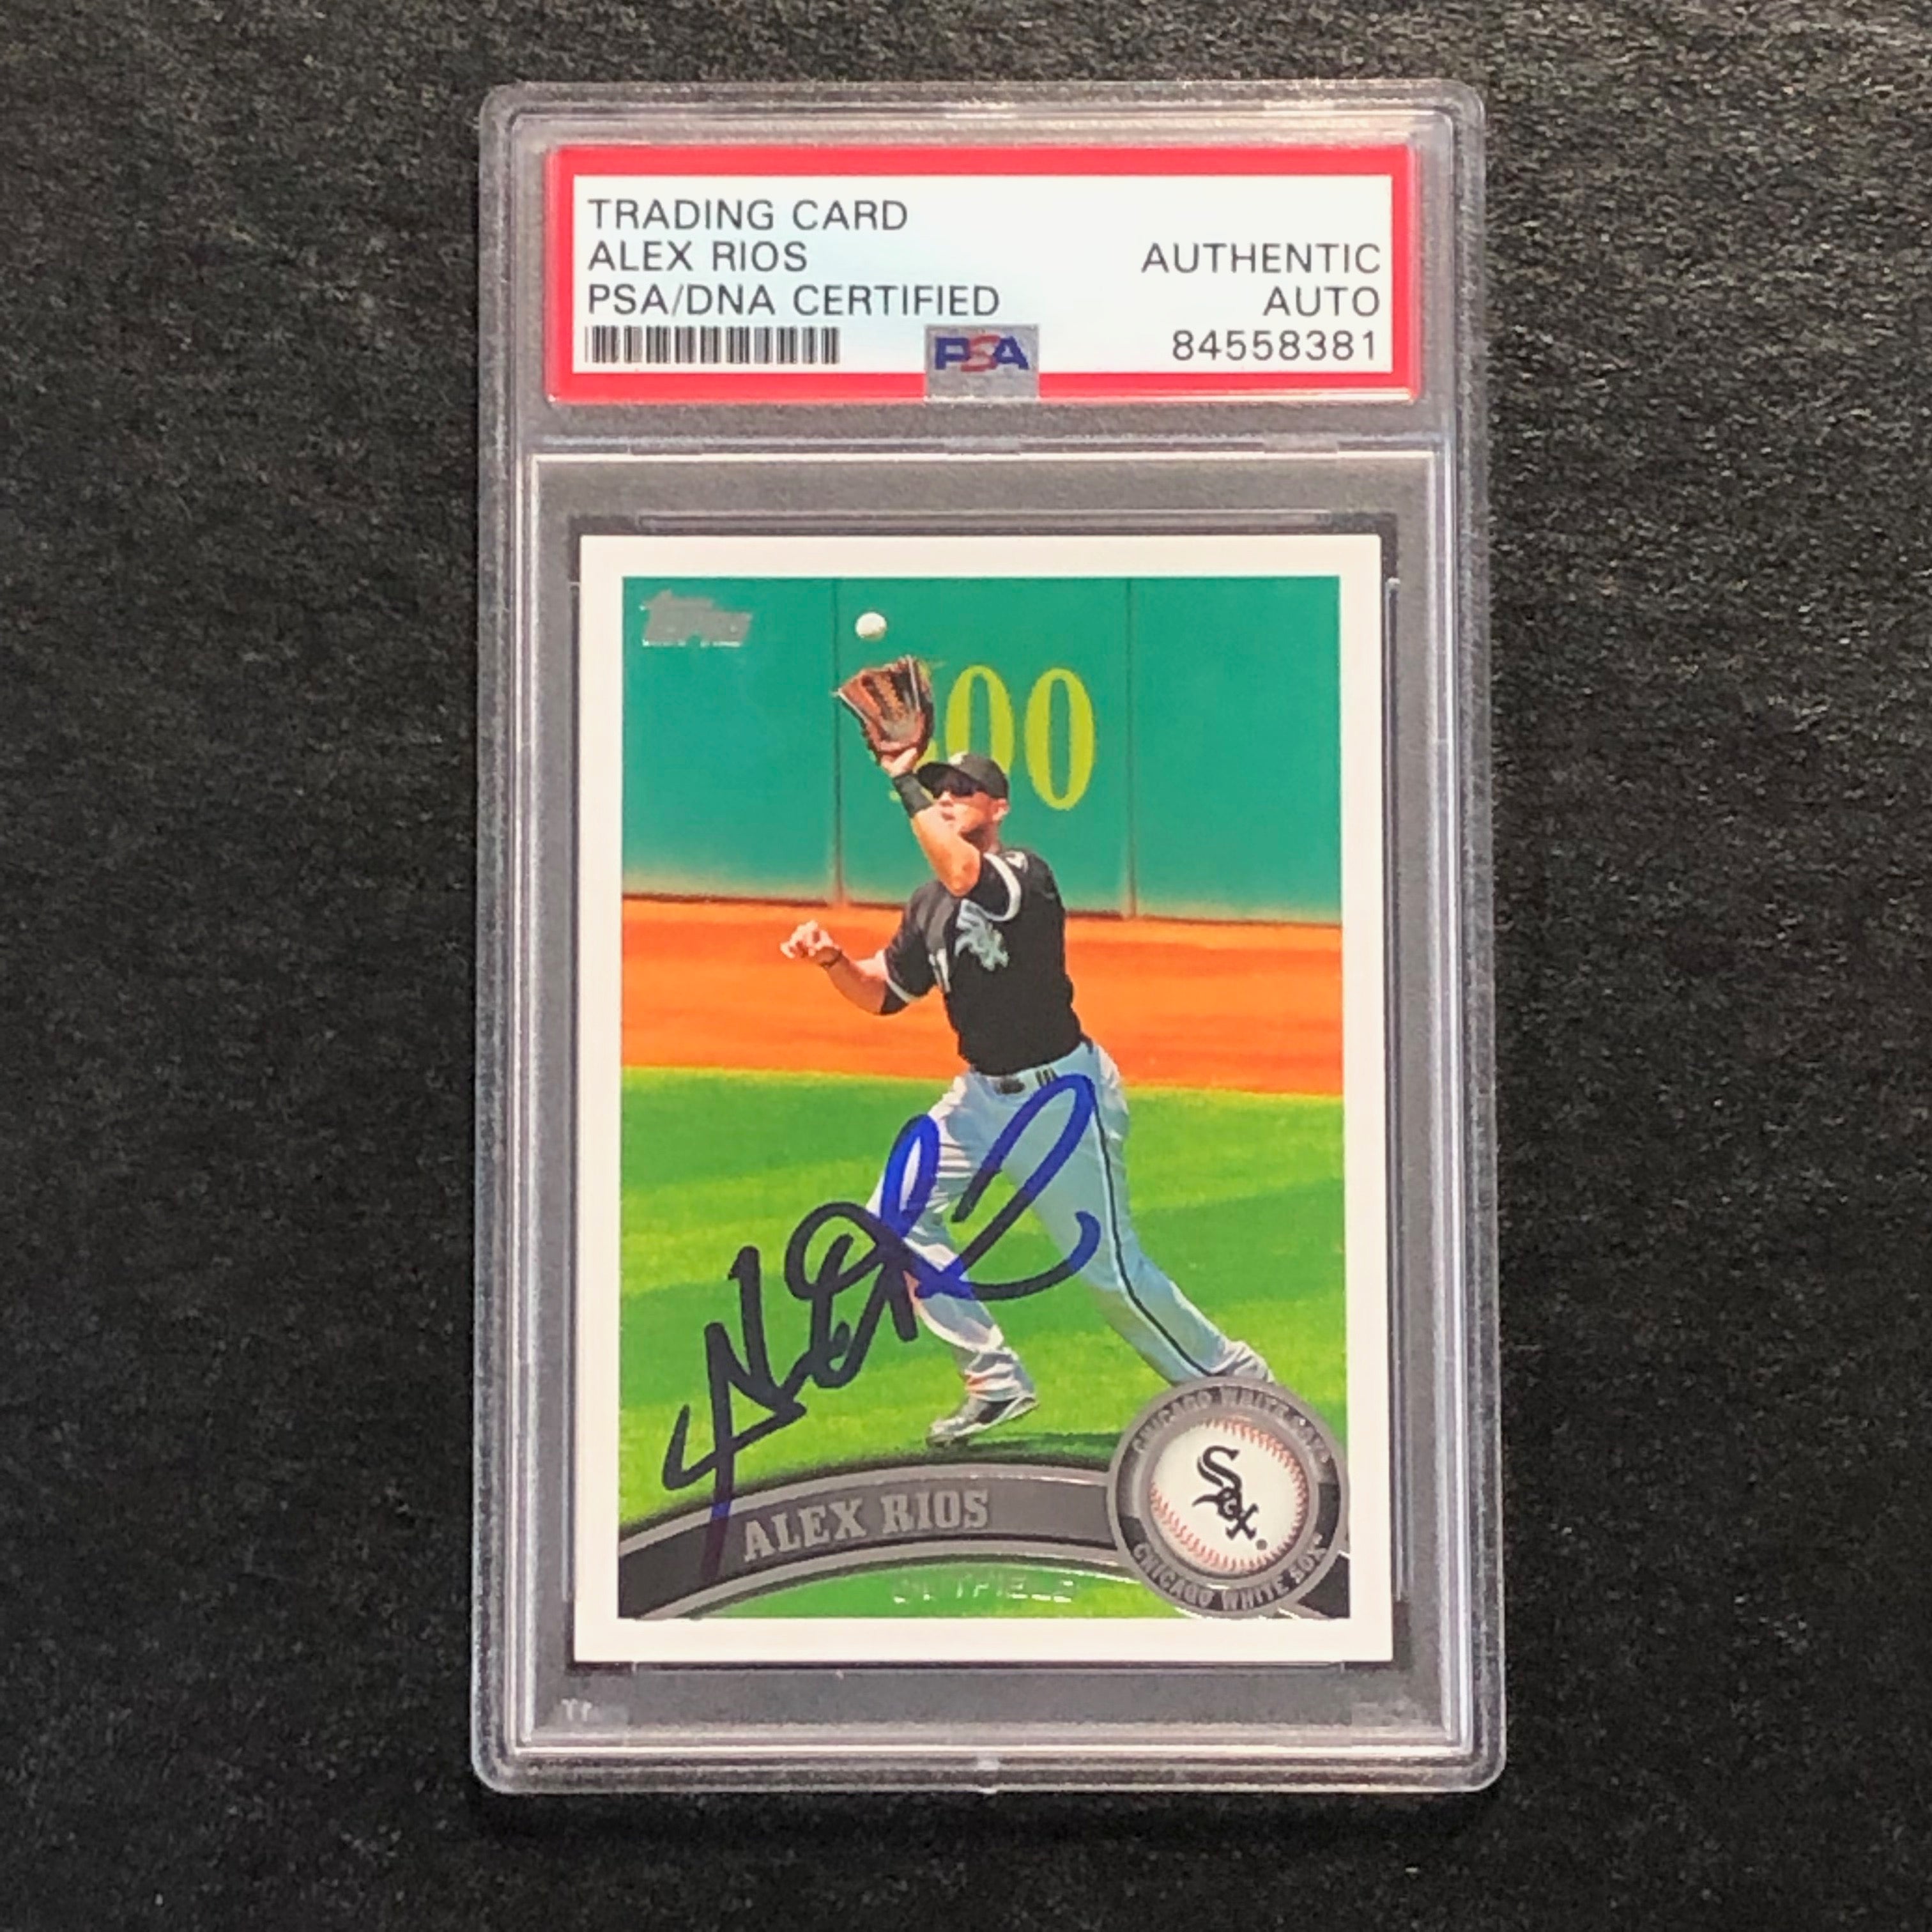 TRADING CARD
ALEX RIOS
PSA/DNA CERTIFIED
AUTHENTIC
AUTO
84558381
PSA
Topps
00
ALEX RIOS
OUTFIELD
CHICAGO WHITE SOX
Sox
CHICAGO WHITE SOX